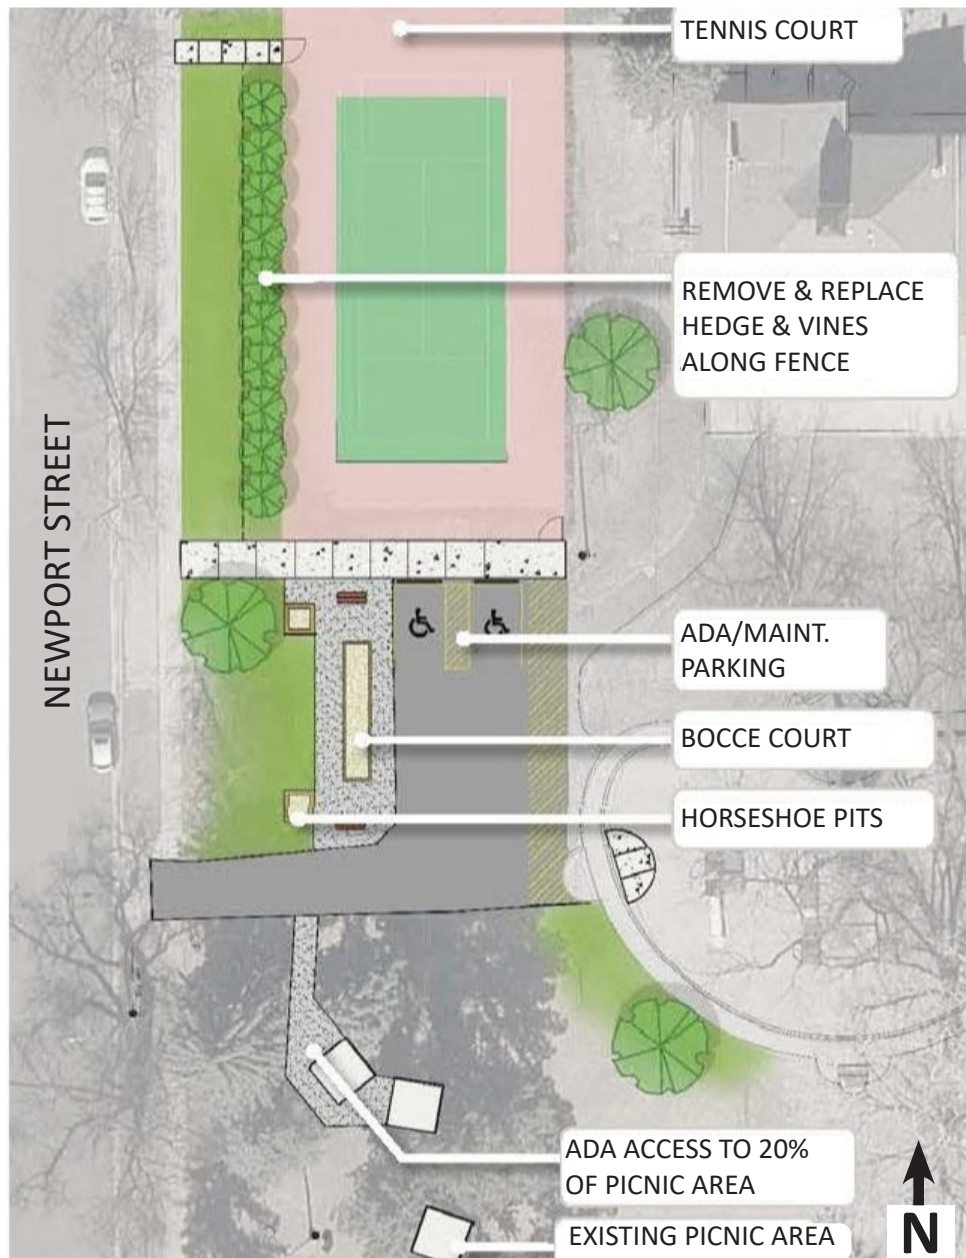 TENNIS COURT
REMOVE & REPLACE
HEDGE & VINES
ALONG FENCE
NEWPORT STREET
ADA/MAINT.
PARKING
BOCCE COURT
HORSESHOE PITS
ADA ACCESS TO 20%
OF PICNIC AREA
EXISTING PICNIC AREA
N